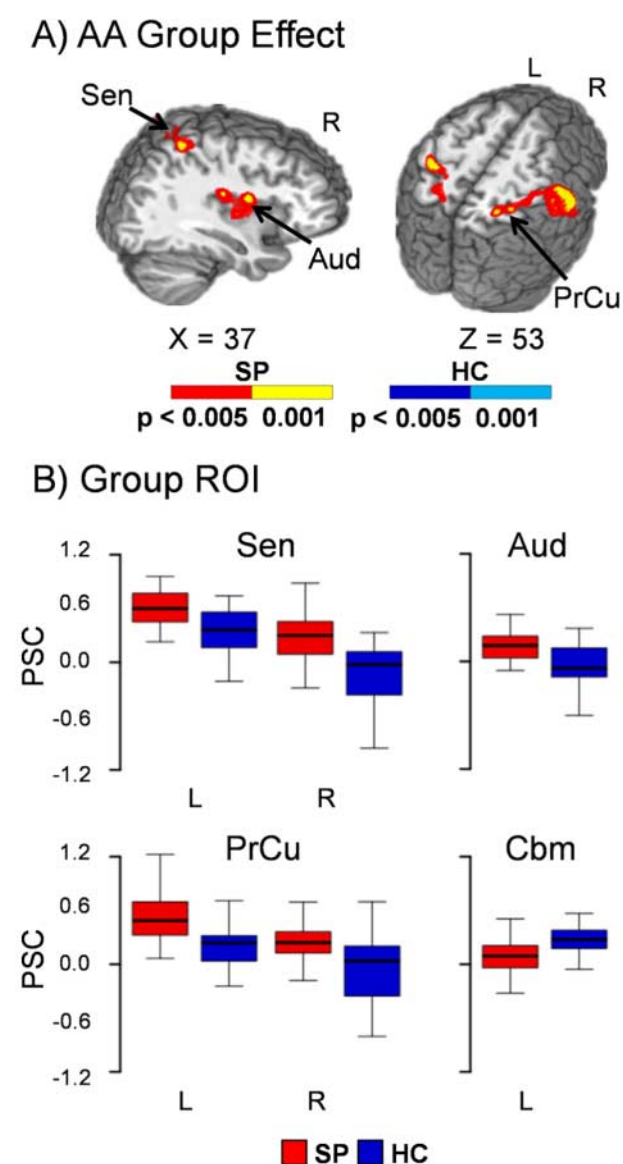 A) AA Group Effect
L
Sen R R
Aud
PrCu
X = 37 Z = 53
SP HC
p < 0.005 0.001 p < 0.005 0.001
B) Group ROI
Sen Aud
1.2
0.6
PSC
0.0
-0.6
-1.2
L R
PrCu Cbm
1.2
0.6
PSC
0.0
-0.6
-1.2
L R L
SP HC